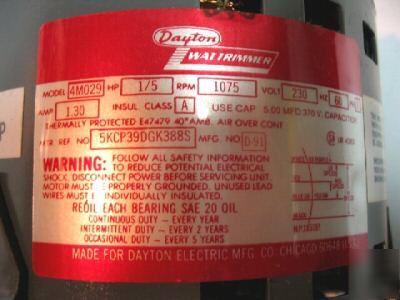 Dayton
WATTRIMMER
MODEL 4M029 HP 1/5 RPM 1075 VOLT 230 HZ 60
AMP 1.30 INSUL CLASS A USE CAP 5.00 MFD 370 V. CAPACITOR
THERMALLY PROTECTED E47479 40° AMB. AIR OVER CONT
MTR REF NO 5KCP39DGK388S MFG. NO D-91
WARNING: FOLLOW ALL SAFETY INFORMATION
TO REDUCE POTENTIAL ELECTRICAL
SHOCK. DISCONNECT POWER BEFORE SERVICING UNIT.
MOTOR MUST BE PROPERLY GROUNDED. UNUSED LEAD
WIRES MUST BE INDIVIDUALLY INSULATED.
REOIL EACH BEARING SAE 20 OIL
CONTINUOUS DUTY - EVERY YEAR
INTERMITTENT DUTY - EVERY 2 YEARS
OCCASIONAL DUTY - EVERY 5 YEARS
MADE FOR DAYTON ELECTRIC MFG. CO. CHICAGO 60648 U.S.A.